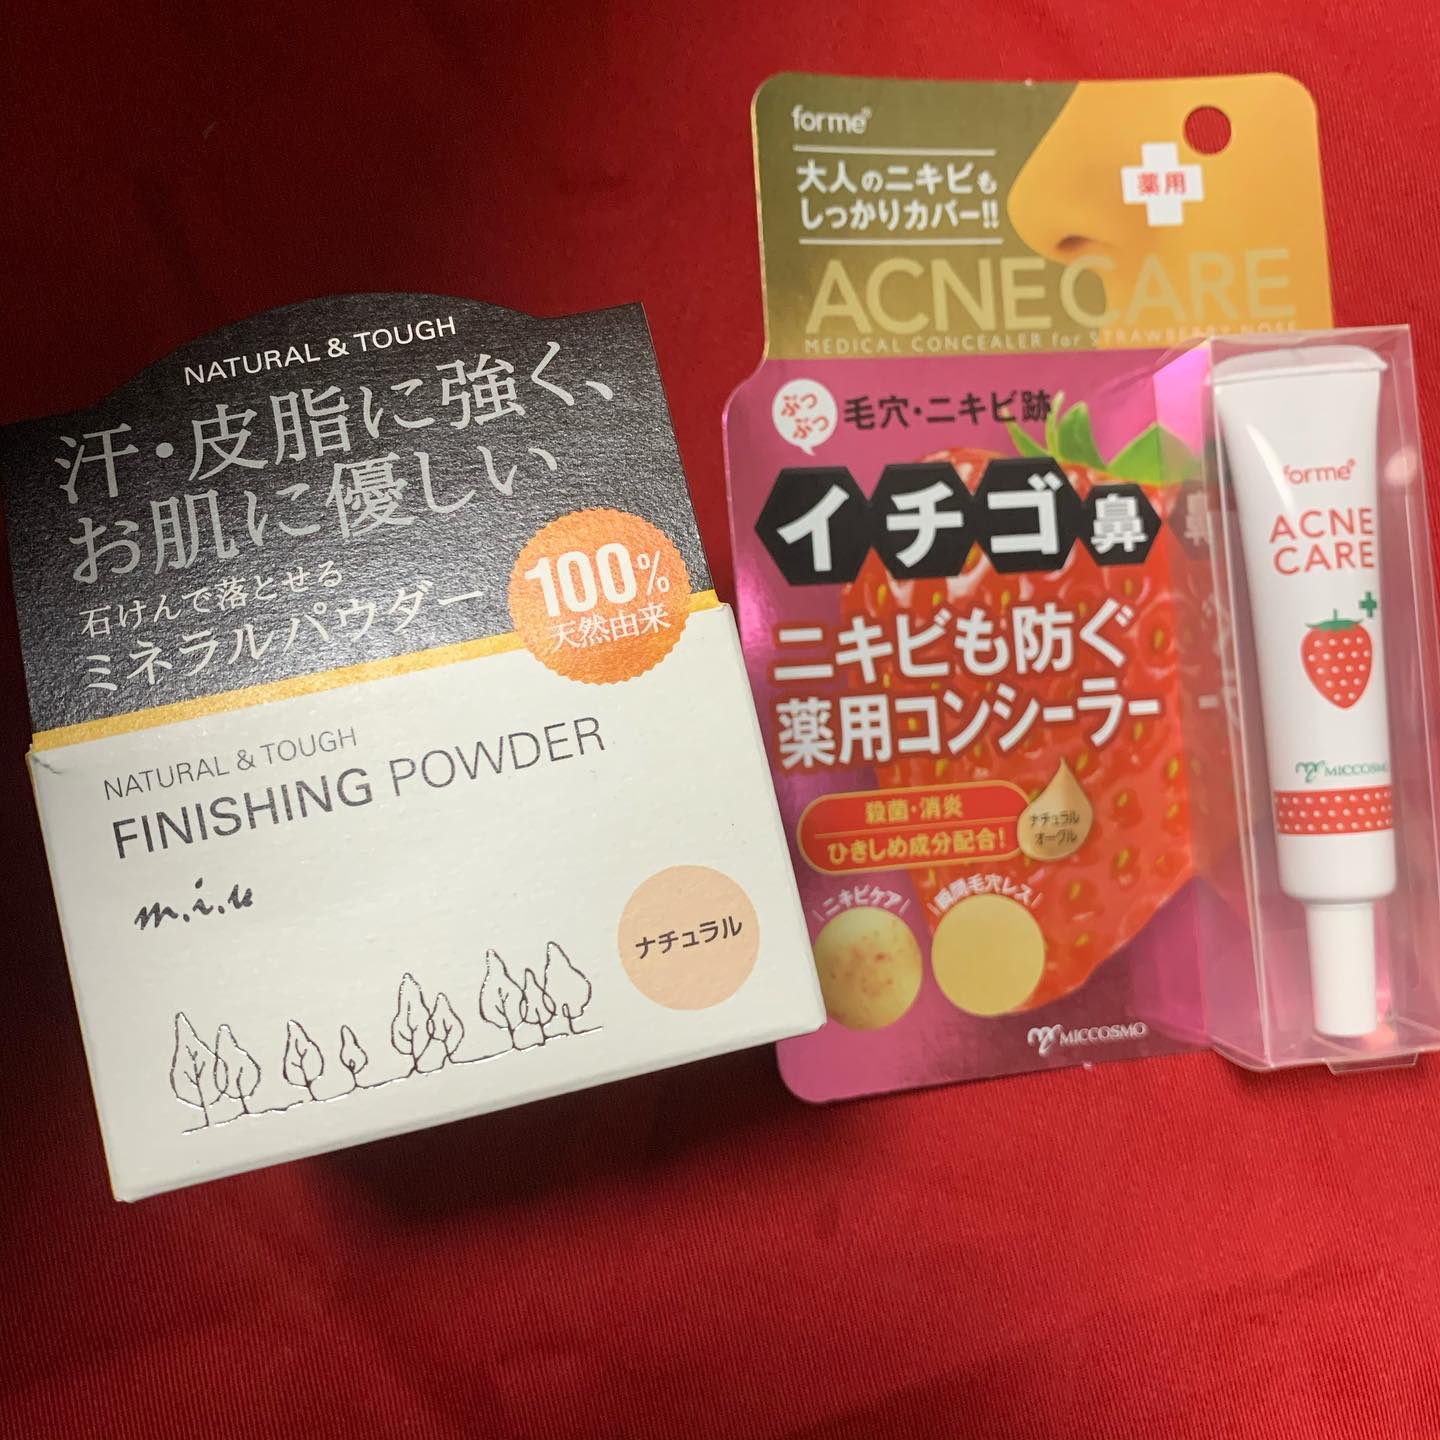 NATURAL & TOUGH
汗・皮脂に強く、
お肌に優しい
石けんで落とせる
ミネラルパウダー
100%
天然由来
NATURAL & TOUGH
FINISHING POWDER
m.i.u
ナチュラル
forme
大人のニキビも
しっかりカバー!!
薬用
ACNE CARE
MEDICAL CONCEALER for STRAWBERRY NOSE
ぶつ
ぶつ
毛穴・ニキビ跡
イチゴ鼻
ニキビも防ぐ
薬用コンシーラー
殺菌・消炎
ひきしめ成分配合!
ナチュラル
オークル
ニキビケア
瞬間毛穴レス
MICCOSMO
forme
ACNE
CARE
MICCOSMO